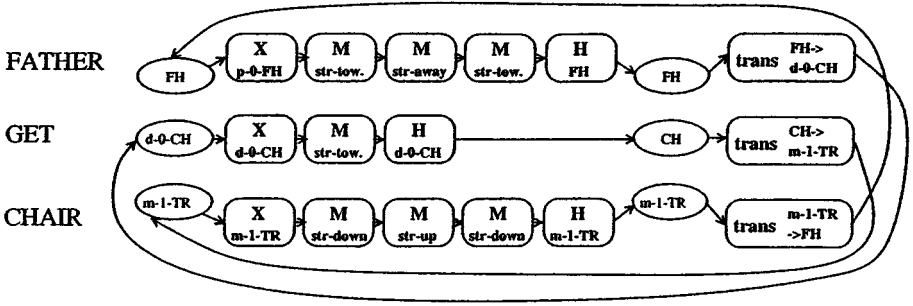 FATHER
FH
X
p-0-FH
M
str-tow.
M
str-away
M
str-tow.
H
FH
FH
trans
FH->
d-0-CH
GET
d-0-CH
X
d-0-CH
M
str-tow.
H
d-0-CH
CH
trans
CH->
m-1-TR
CHAIR
m-1-TR
X
m-1-TR
M
str-down
M
str-up
M
str-down
H
m-1-TR
m-1-TR
trans
m-1-TR
->FH